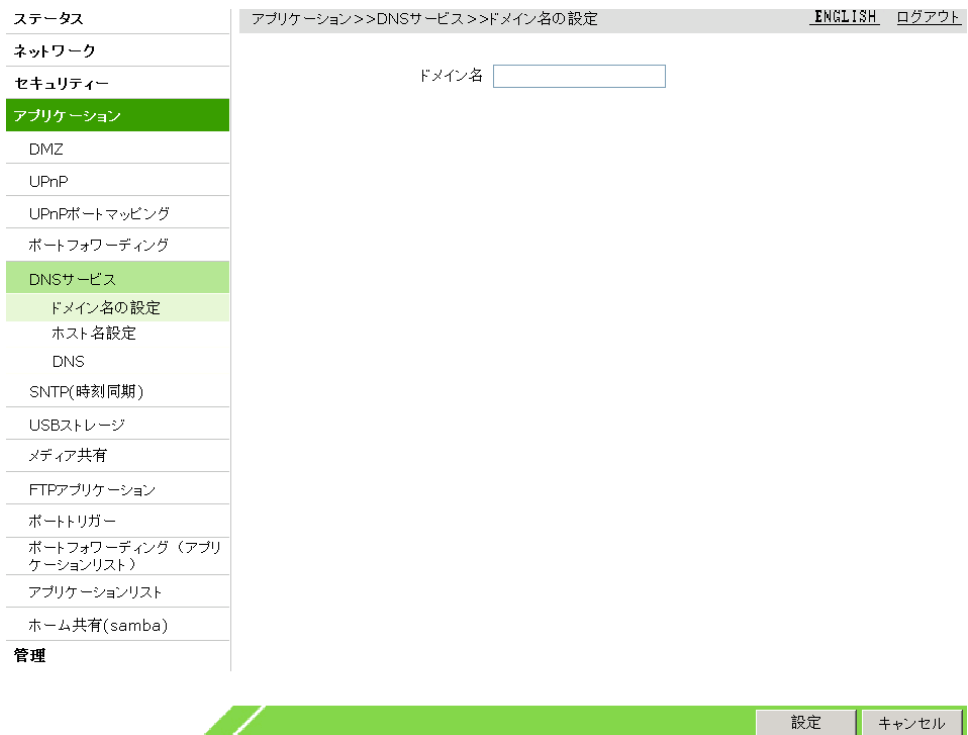 ステータス
アプリケーション>>DNSサービス>>ドメイン名の設定
ENGLISH
ログアウト
ネットワーク
セキュリティー
アプリケーション
DMZ
UPnP
UPnPポートマッピング
ポートフォワーディング
DNSサービス
ドメイン名の設定
ホスト名設定
DNS
SNTP(時刻同期)
USBストレージ
メディア共有
FTPアプリケーション
ポートトリガー
ポートフォワーディング（アプリ
ケーションリスト）
アプリケーションリスト
ホーム共有(samba)
管理
ドメイン名
設定
キャンセル